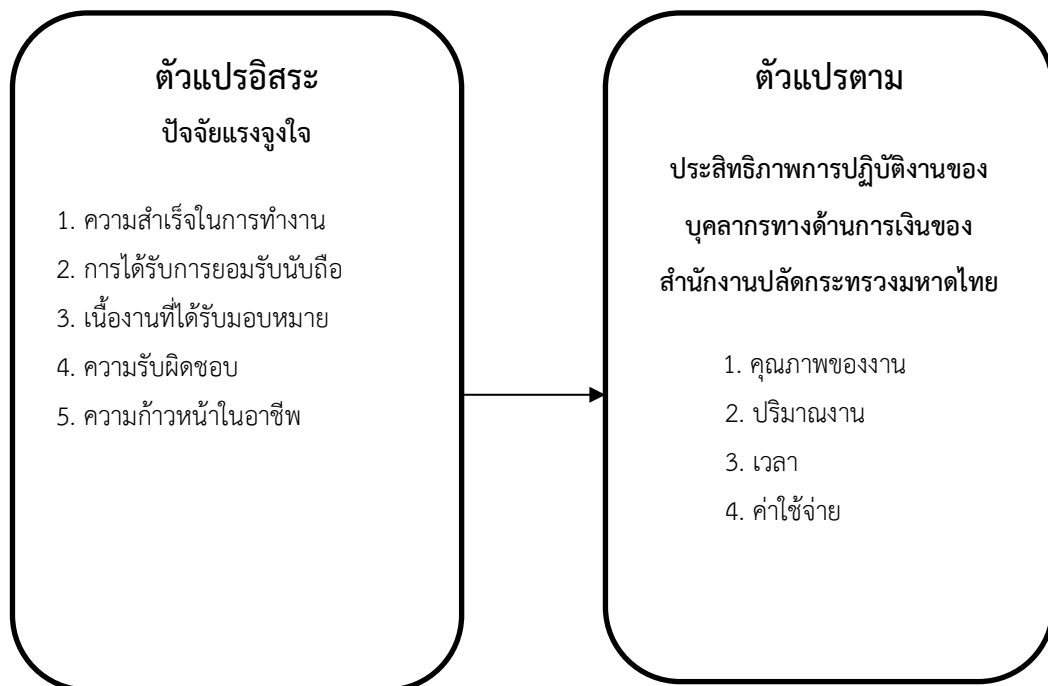 ตัวแปรอิสระ
ปัจจัยแรงจูงใจ
1. ความสำเร็จในการทำงาน
2. การได้รับการยอมรับนับถือ
3. เนื้องานที่ได้รับมอบหมาย
4. ความรับผิดชอบ
5. ความก้าวหน้าในอาชีพ
ตัวแปรตาม
ประสิทธิภาพการปฏิบัติงานของ
บุคลากรทางด้านการเงินของ
สำนักงานปลัดกระทรวงมหาดไทย
1. คุณภาพของงาน
2. ปริมาณงาน
3. เวลา
4. ค่าใช้จ่าย